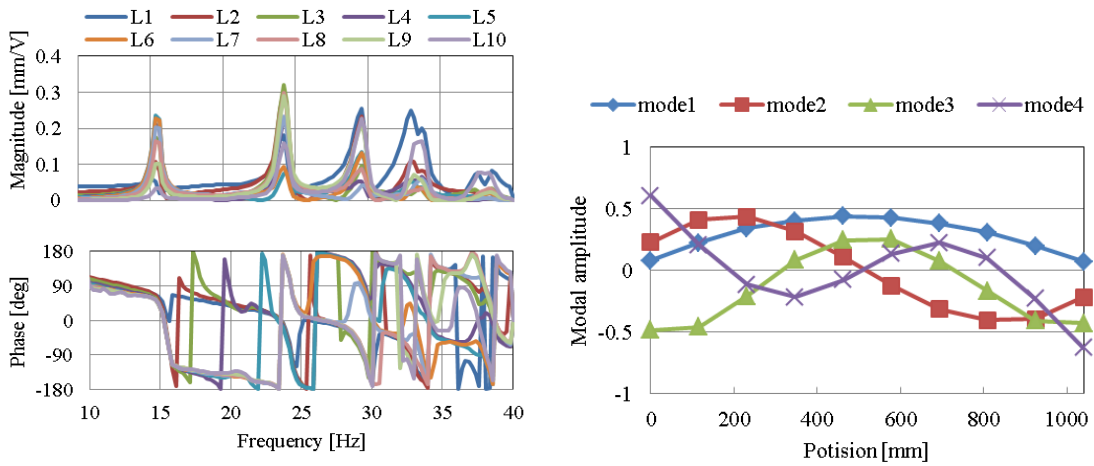 L1 L2 L3 L4 L5
L6 L7 L8 L9 L10
Magnitude [mm/V]
0.4
0.3
0.2
0.1
0
Phase [deg]
180
90
0
-90
-180
10 15 20 25 30 35 40
Frequency [Hz]
mode1 mode2 mode3 mode4
Modal amplitude
1
0.5
0
-0.5
-1
0 200 400 600 800 1000
Potision [mm]